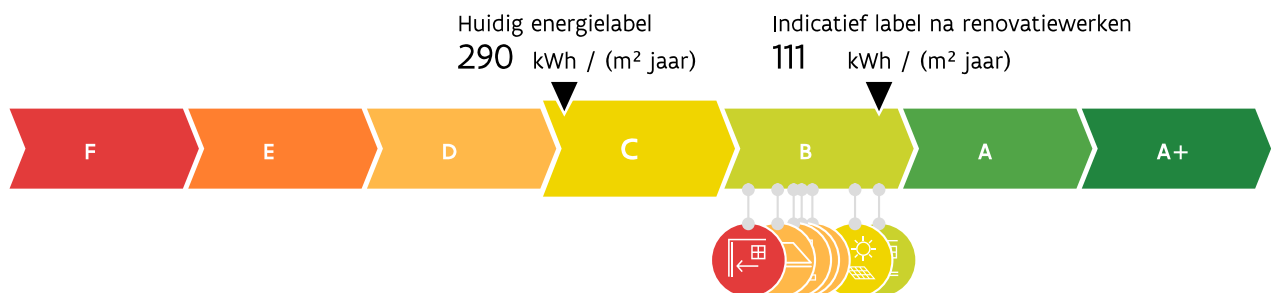 Huidig energielabel
290 kWh / (m² jaar)
Indicatief label na renovatiewerken
111 kWh / (m² jaar)
F E D C B A A+